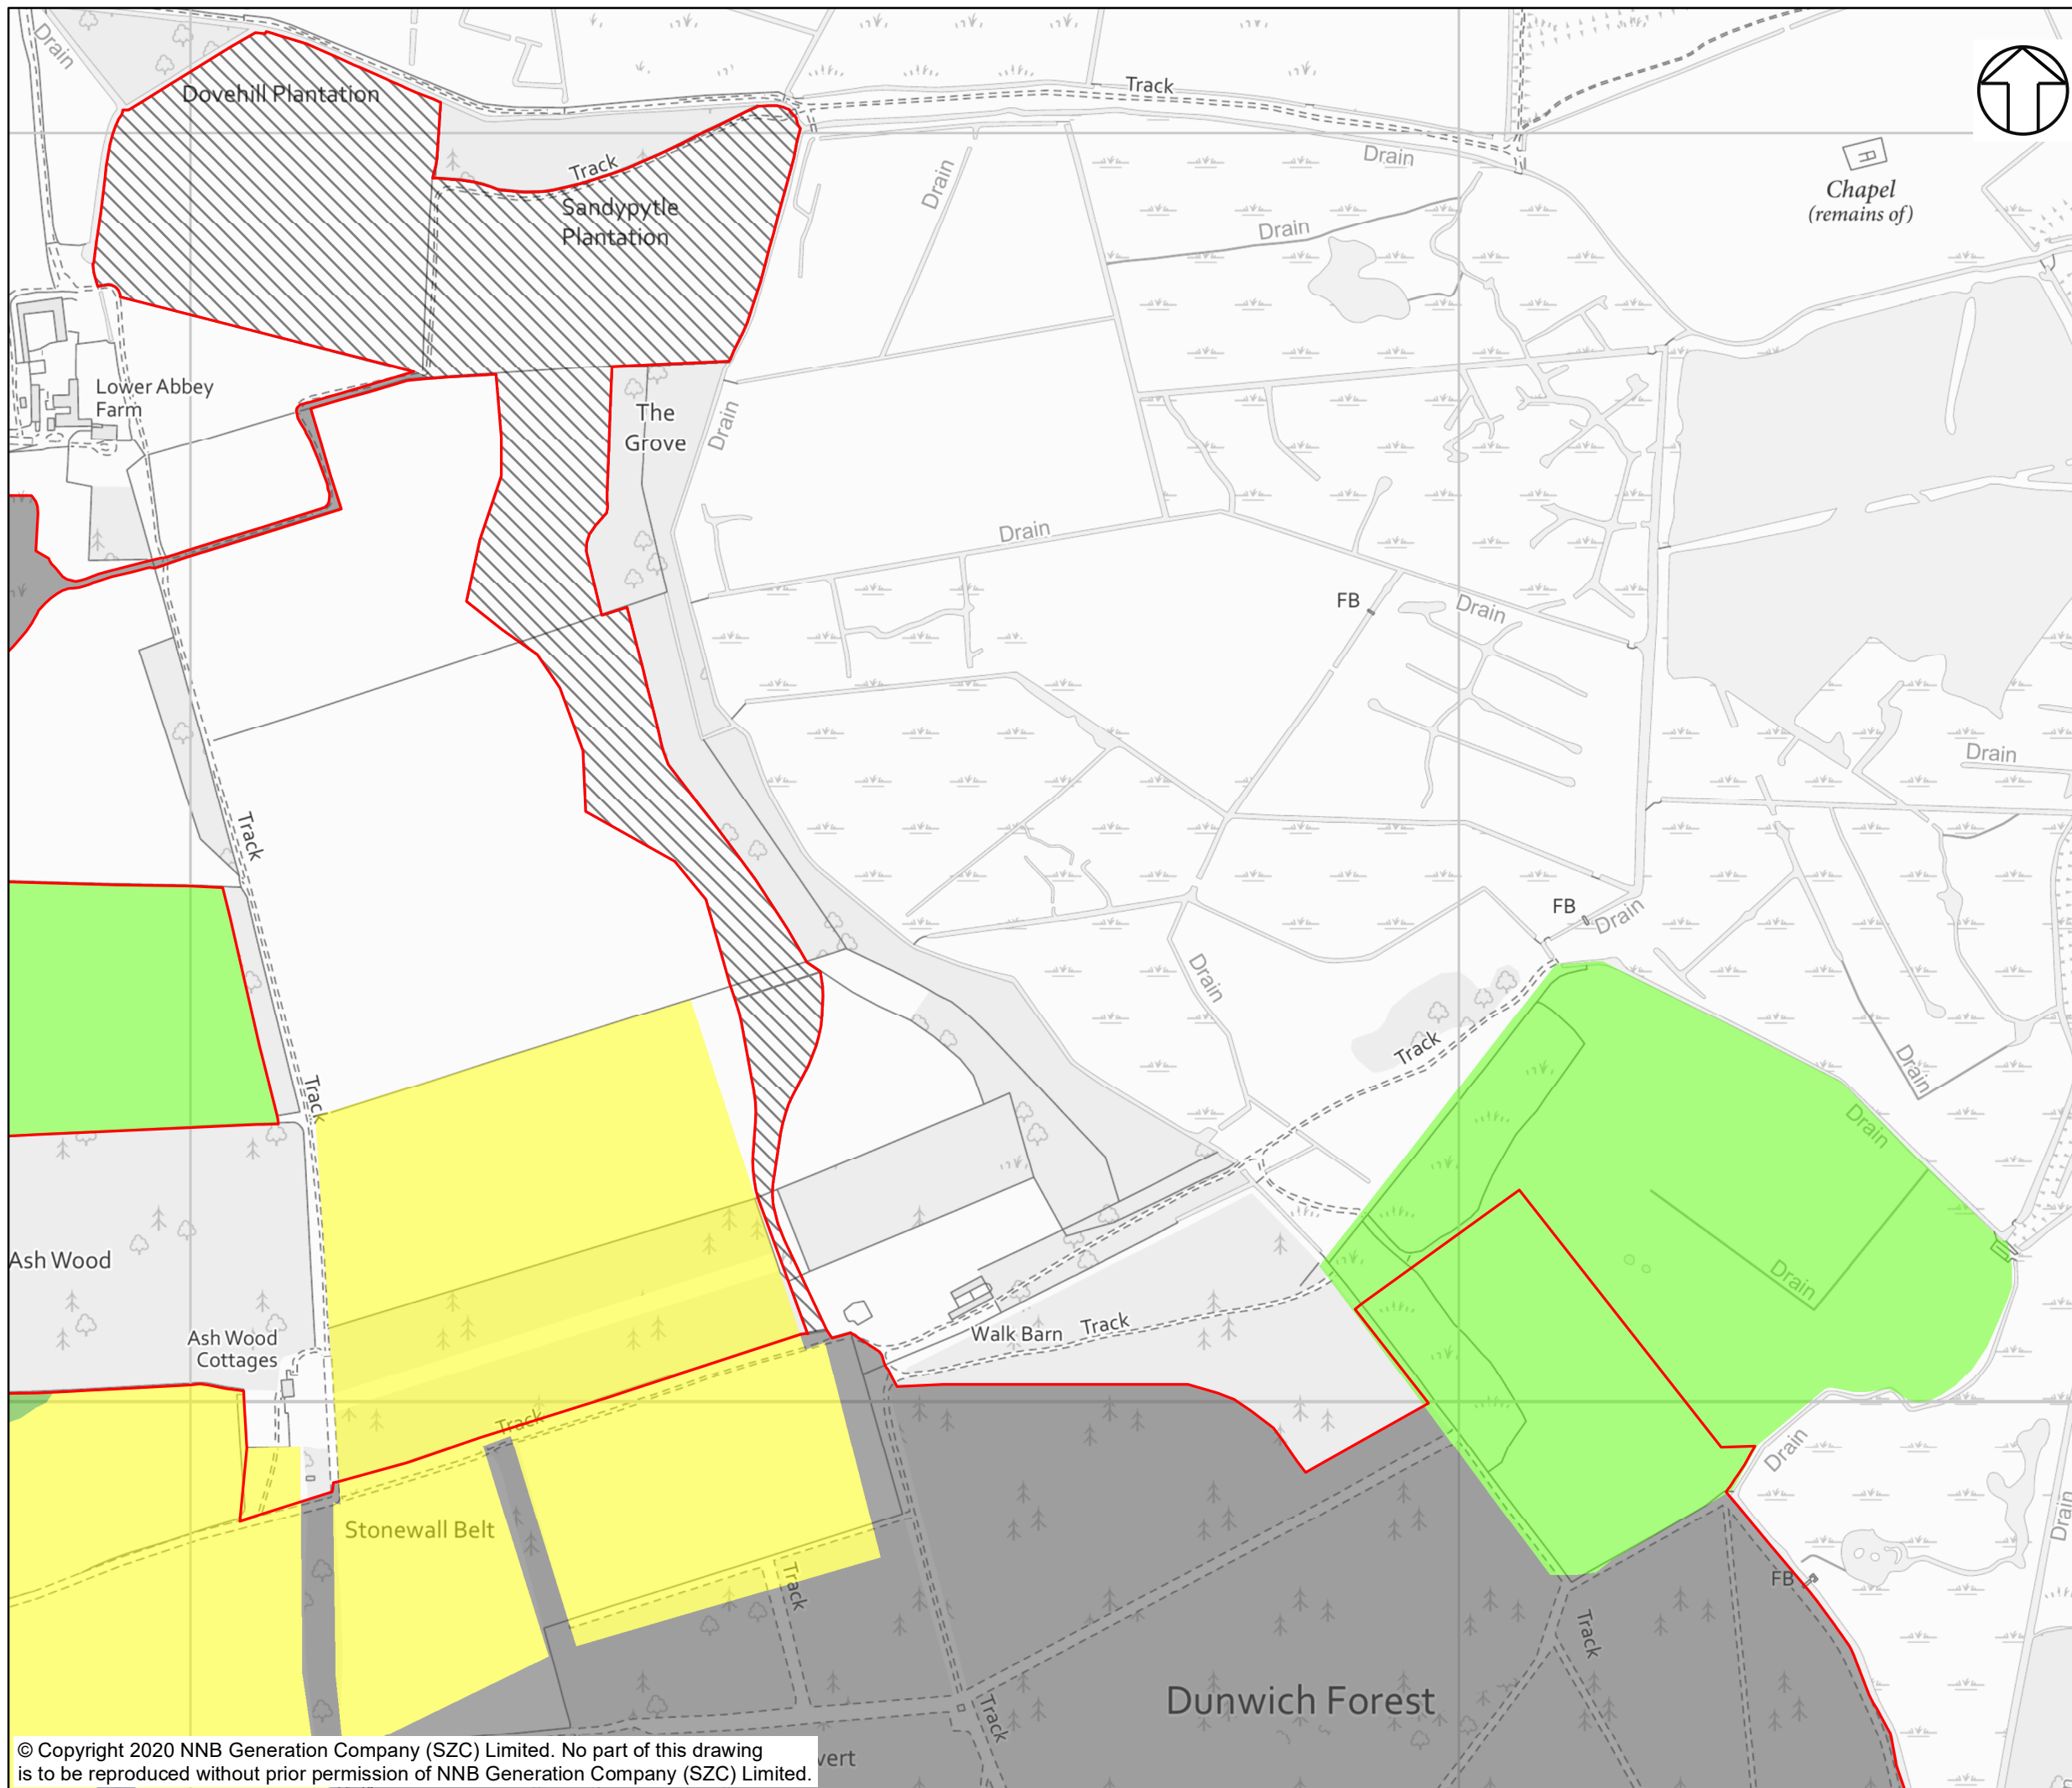 Drain
Dovehill Plantation
Track
Track
Drain
Chapel
(remains of)
Drain
Sandypytle
Plantation
Drain
Lower Abbey
Farm
The
Grove
Drain
Drain
FB
Drain
Drain
Track
FB
Drain
Drain
Track
Drain
Track
Drain
Ash Wood
Drain
Ash Wood
Cottages
Walk Barn
Track
Track
Drain
Stonewall Belt
Drain
FB
Track
Track
Dunwich Forest
Track
vert
© Copyright 2020 NNB Generation Company (SZC) Limited. No part of this drawing
is to be reproduced without prior permission of NNB Generation Company (SZC) Limited.